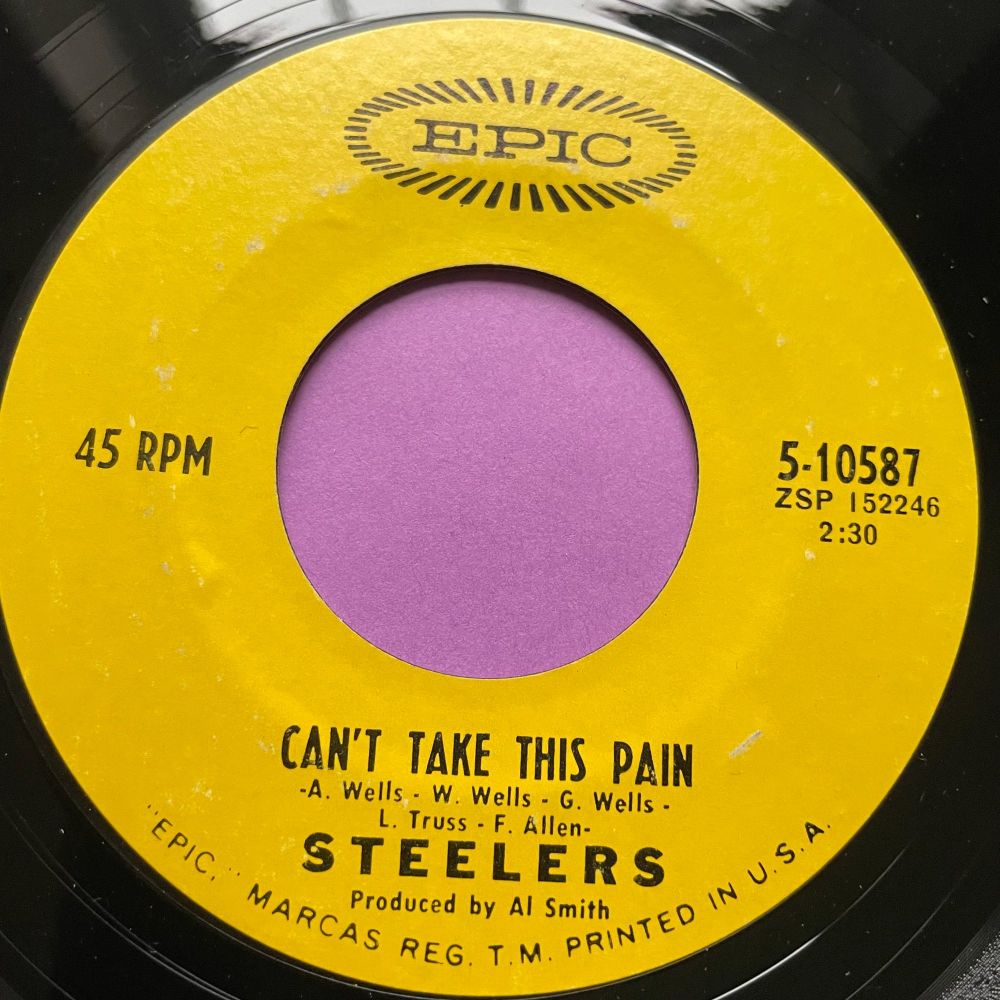 EPIC
45 RPM
5-10587
ZSP 152246
2:30
CAN'T TAKE THIS PAIN
-A. Wells - W. Wells - G. Wells -
L. Truss - F. Allen-
STEELERS
Produced by Al Smith
"EPIC," MARCAS REG. T.M. PRINTED IN U.S.A.